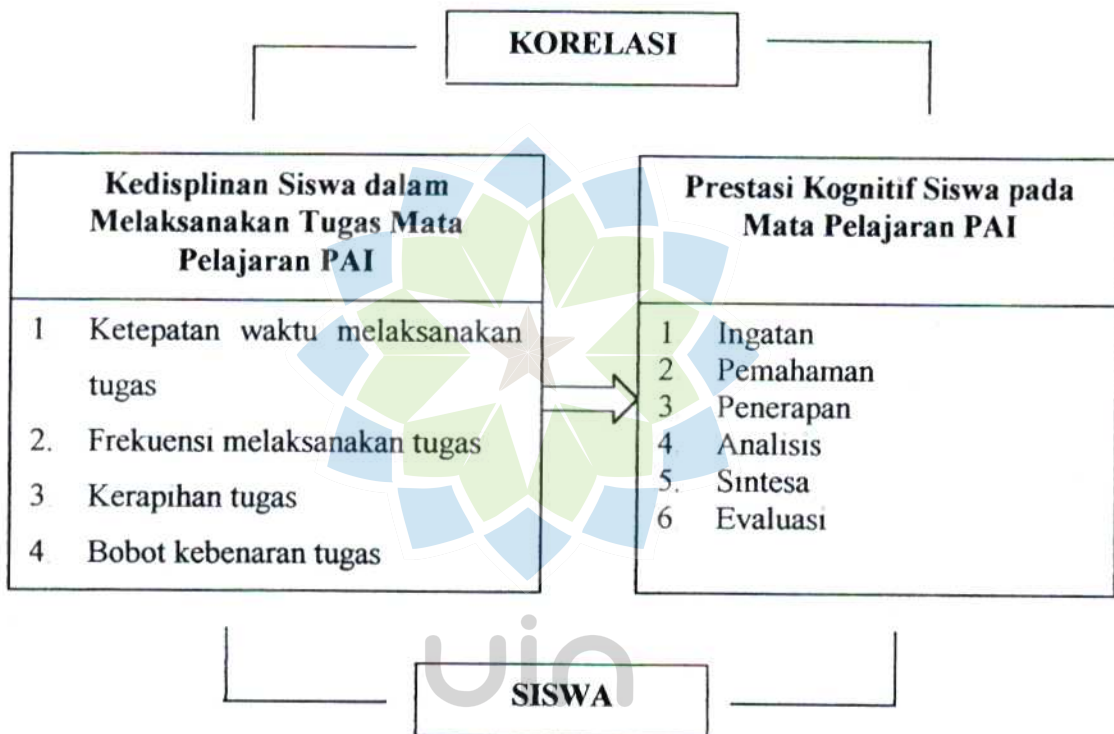 KORELASI
Kedisplinan Siswa dalam
Melaksanakan Tugas Mata
Pelajaran PAI
1 Ketepatan waktu melaksanakan
tugas
2. Frekuensi melaksanakan tugas
3 Kerapihan tugas
4 Bobot kebenaran tugas
Prestasi Kognitif Siswa pada
Mata Pelajaran PAI
1 Ingatan
2 Pemahaman
3 Penerapan
4 Analisis
5. Sintesa
6 Evaluasi
uin
SISWA